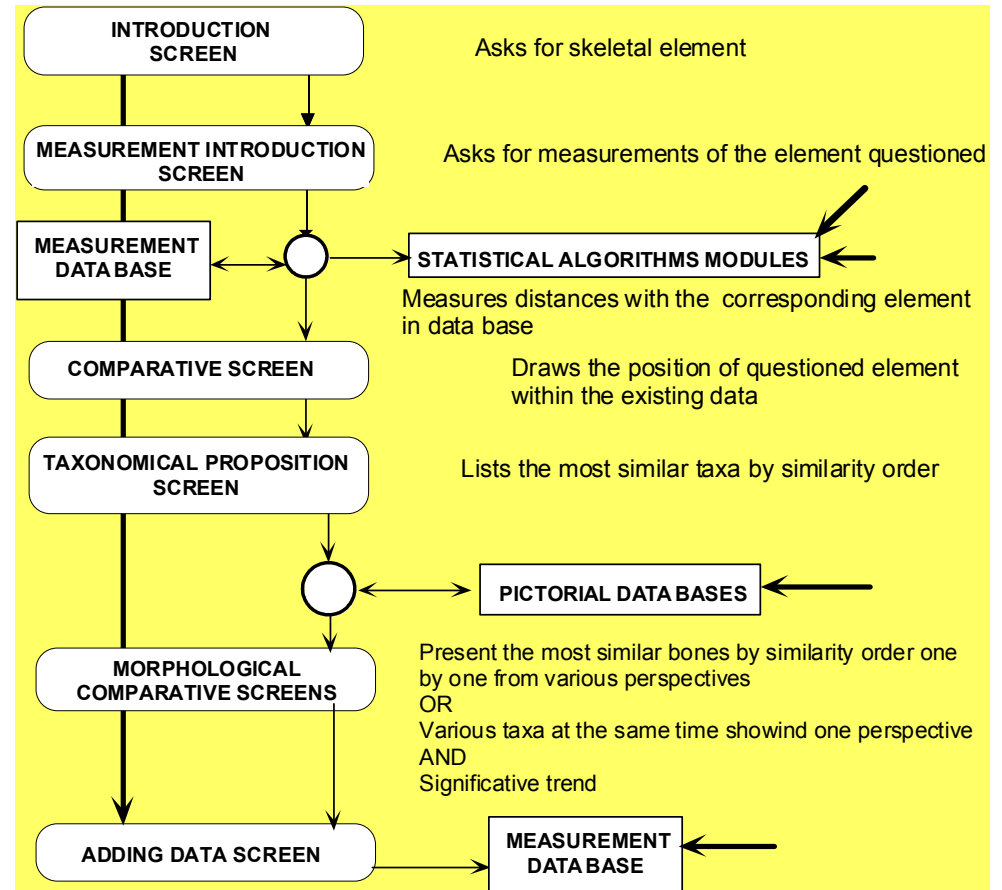 INTRODUCTION
SCREEN
Asks for skeletal element
MEASUREMENT INTRODUCTION
SCREEN
Asks for measurements of the element questioned
MEASUREMENT
DATA BASE
STATISTICAL ALGORITHMS MODULES
Measures distances with the corresponding element
in data base
COMPARATIVE SCREEN
Draws the position of questioned element
within the existing data
TAXONOMICAL PROPOSITION
SCREEN
Lists the most similar taxa by similarity order
PICTORIAL DATA BASES
MORPHOLOGICAL
COMPARATIVE SCREENS
Present the most similar bones by similarity order one
by one from various perspectives
OR
Various taxa at the same time showind one perspective
AND
Significative trend
ADDING DATA SCREEN
MEASUREMENT
DATA BASE